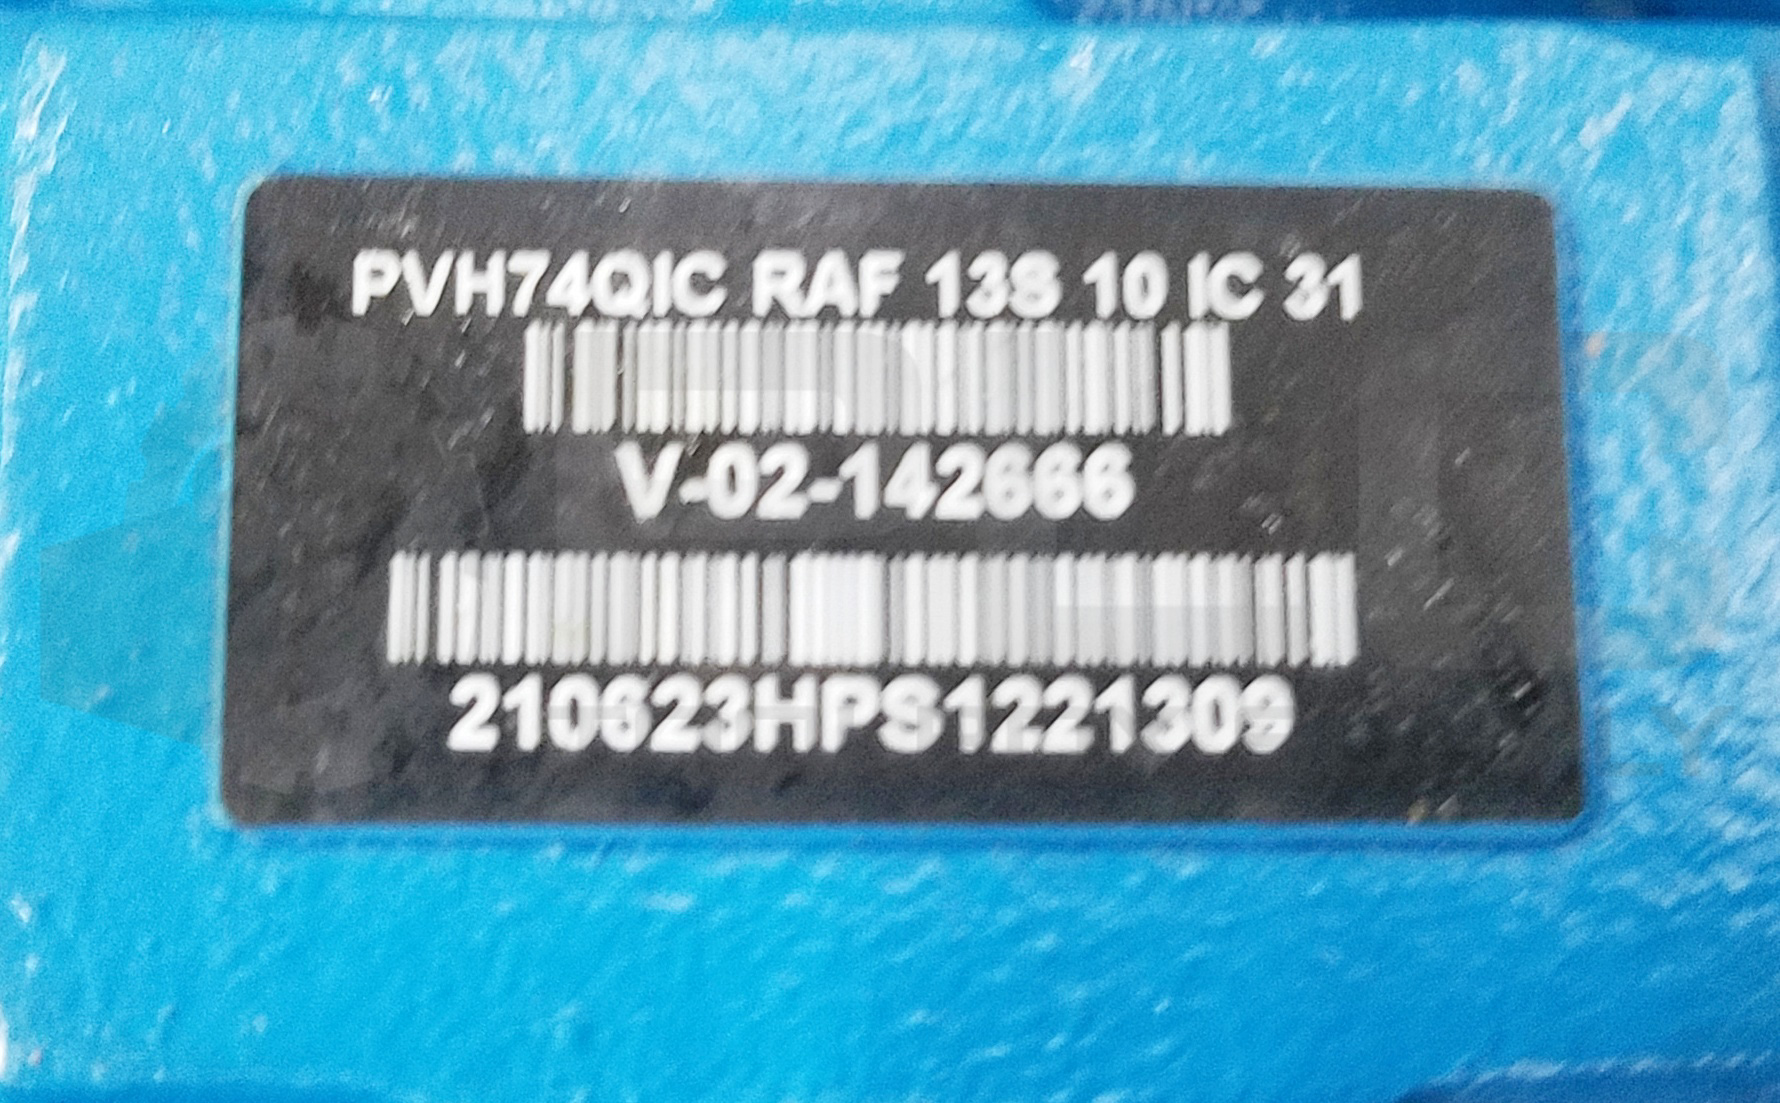 PVH74QIC RAF 13S 10 IC 31
V-02-142666
210623HPS1221309